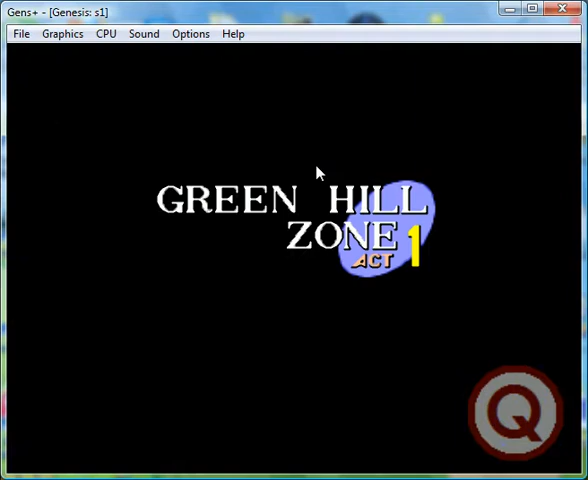 Gens+ - [Genesis: s1]
File Graphics CPU Sound Options Help
GREEN HILL
ZONE
ACT 1
Q